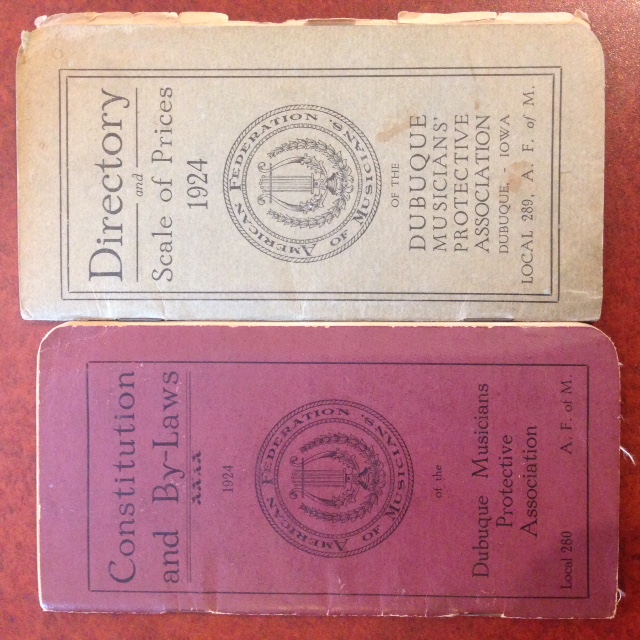 Directory
and
Scale of Prices
1924
AMERICAN FEDERATION OF MUSICIANS
OF THE
DUBUQUE
MUSICIANS'
PROTECTIVE
ASSOCIATION
DUBUQUE, IOWA
LOCAL 289, A. F. of M.
Constitution
and By-Laws
1924
AMERICAN FEDERATION OF MUSICIANS
of the
Dubuque Musicians
Protective
Association
Local 289 A. F. of M.